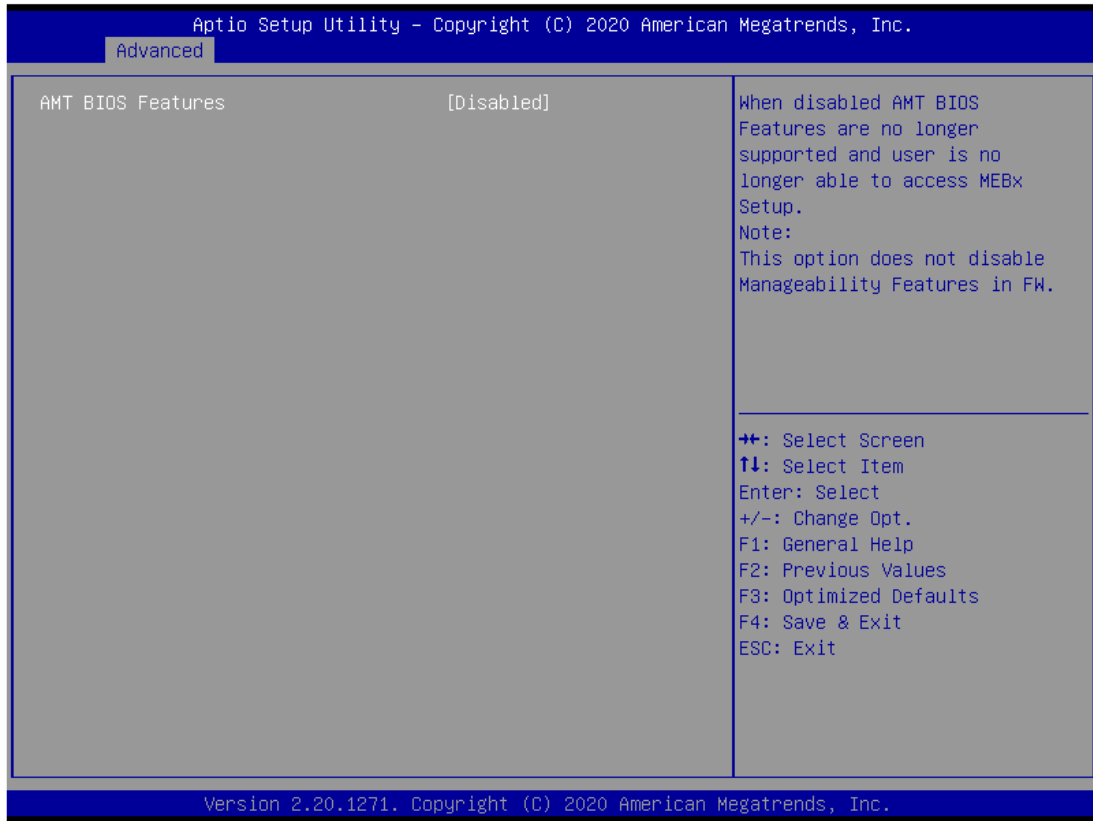 Aptio Setup Utility – Copyright (C) 2020 American Megatrends, Inc.
Advanced
AMT BIOS Features [Disabled]
When disabled AMT BIOS
Features are no longer
supported and user is no
longer able to access MEBx
Setup.
Note:
This option does not disable
Manageability Features in FW.
→←: Select Screen
↑↓: Select Item
Enter: Select
+/-: Change Opt.
F1: General Help
F2: Previous Values
F3: Optimized Defaults
F4: Save & Exit
ESC: Exit
Version 2.20.1271. Copyright (C) 2020 American Megatrends, Inc.